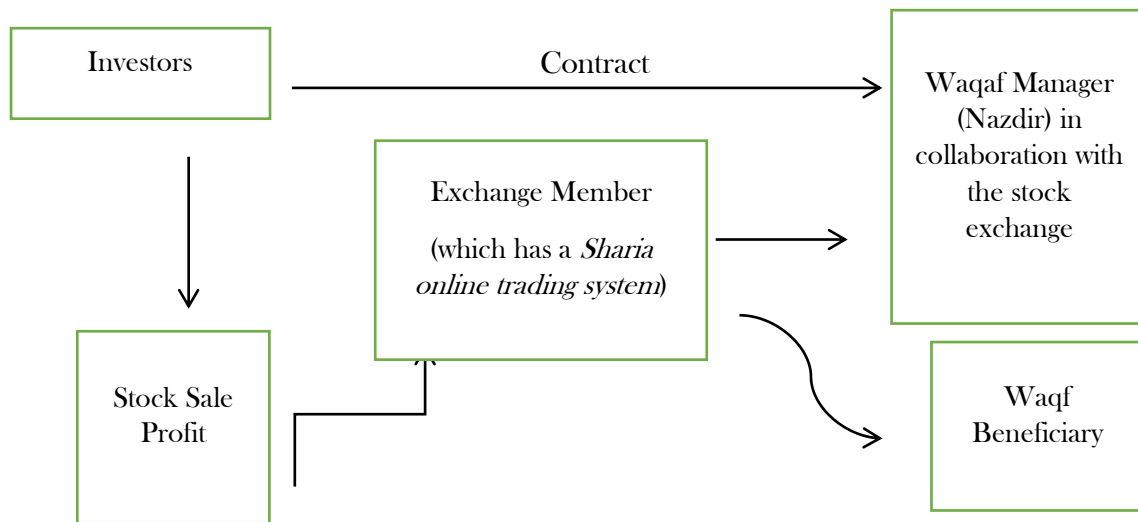 Investors
Contract
Waqaf Manager
(Nazdir) in
collaboration with
the stock
exchange
Exchange Member
(which has a Sharia
online trading system)
Stock Sale
Profit
Waqf
Beneficiary